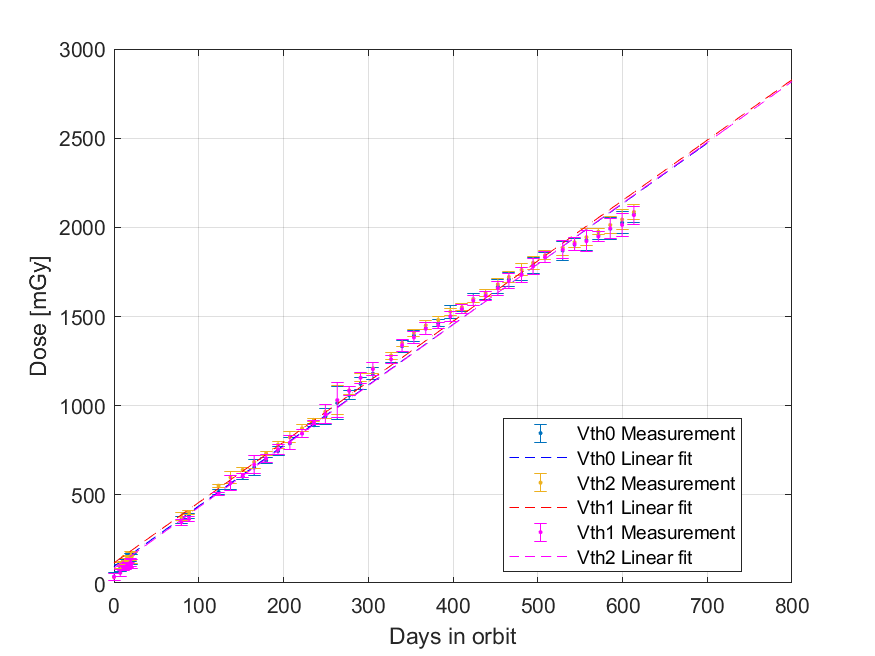 3000
2500
2000
1500
1000
500
0
Dose [mGy]
0 100 200 300 400 500 600 700 800
Days in orbit
Vth0 Measurement
Vth0 Linear fit
Vth2 Measurement
Vth1 Linear fit
Vth1 Measurement
Vth2 Linear fit